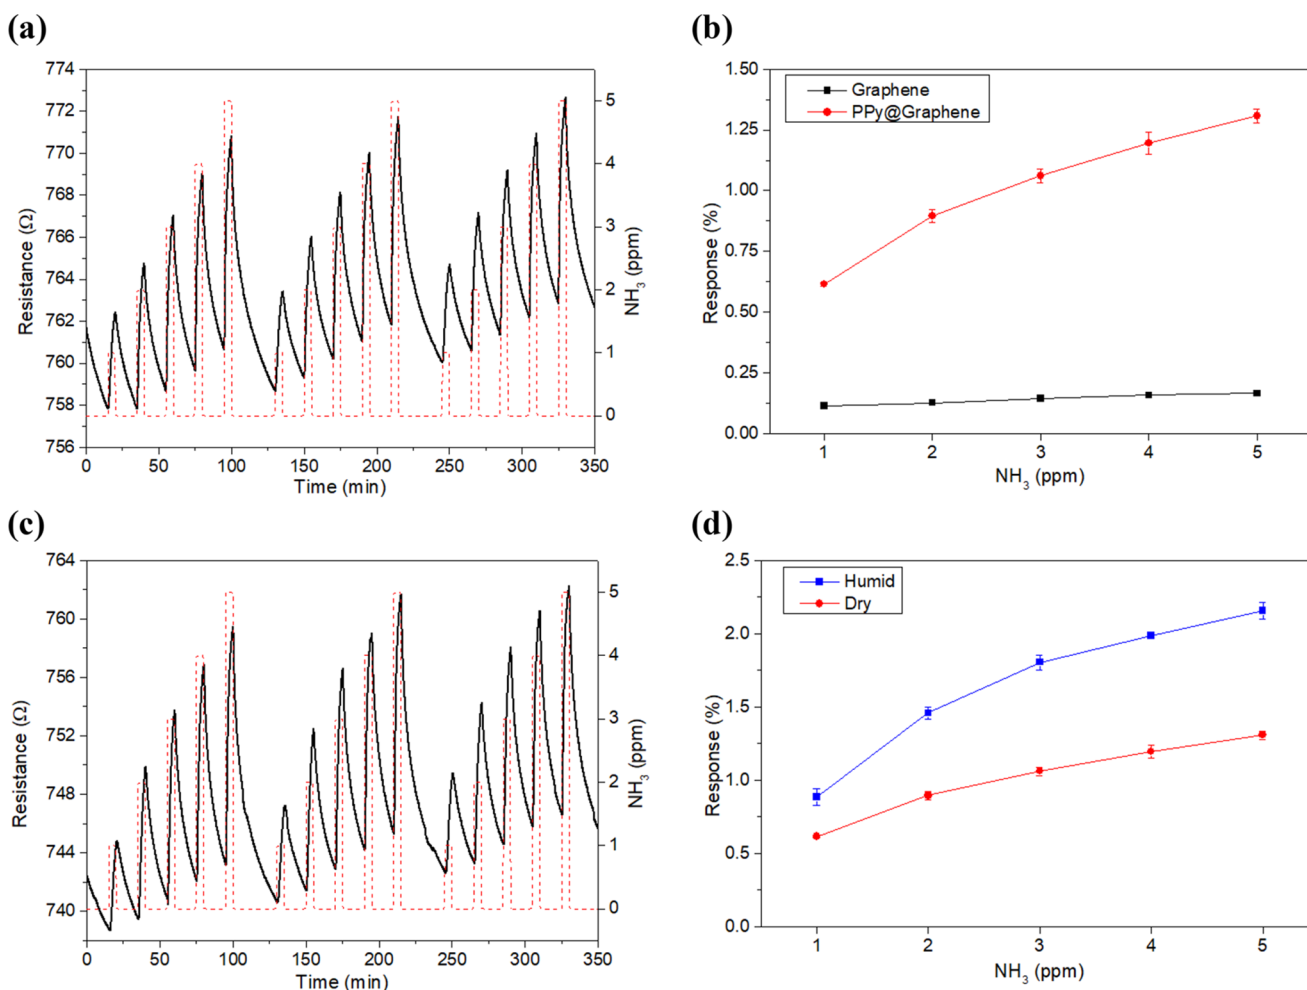 (a)
774
772
770
768
766
764
762
760
758
756
Resistance (Ω)
0 50 100 150 200 250 300 350
Time (min)
5
4
3
2
1
0
NH₃ (ppm)
(b)
Graphene
PPy@Graphene
1.50
1.25
1.00
0.75
0.50
0.25
0.00
Response (%)
1 2 3 4 5
NH₃ (ppm)
(c)
764
760
756
752
748
744
740
Resistance (Ω)
0 50 100 150 200 250 300 350
Time (min)
5
4
3
2
1
0
NH₃ (ppm)
(d)
Humid
Dry
2.5
2.0
1.5
1.0
0.5
0.0
Response (%)
1 2 3 4 5
NH₃ (ppm)